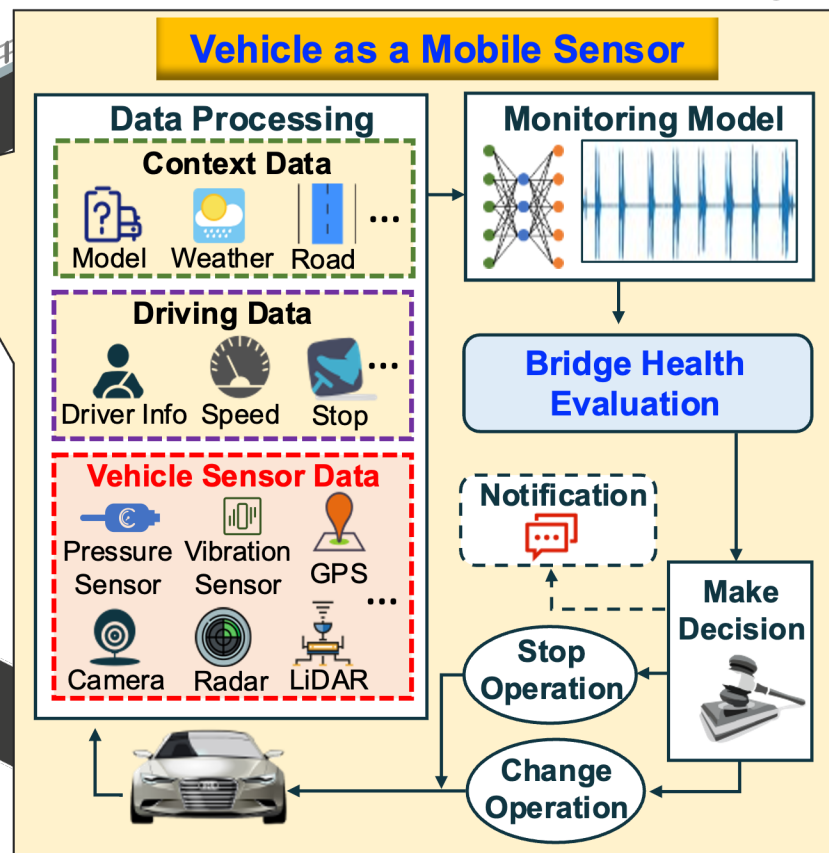 Vehicle as a Mobile Sensor
Data Processing
Context Data
?
Model Weather Road ...
Driving Data
Driver Info Speed Stop ...
Vehicle Sensor Data
Pressure
Sensor
Vibration
Sensor
GPS
...
Camera Radar LiDAR
Monitoring Model
Bridge Health
Evaluation
Notification
Make
Decision
Stop
Operation
Change
Operation